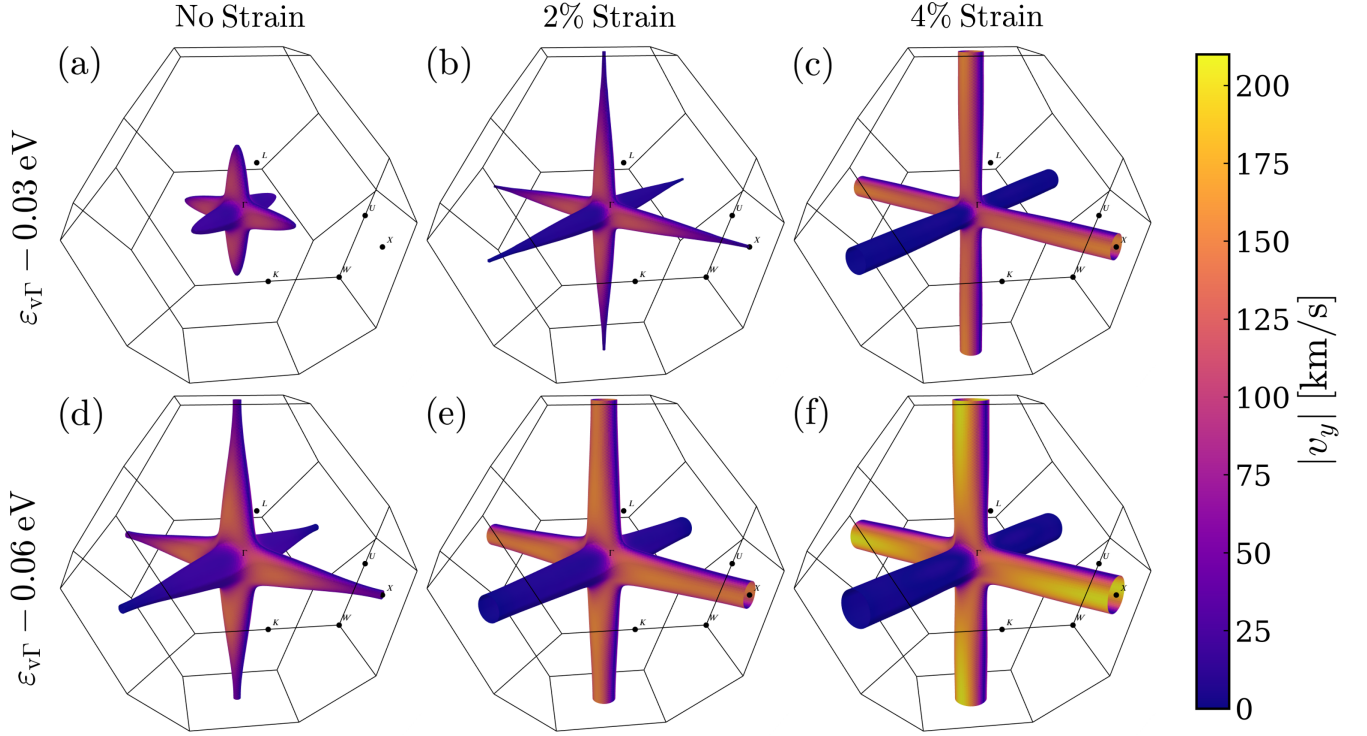 No Strain 2% Strain 4% Strain
(a) (b) (c)
ε_vΓ − 0.03 eV
L Γ U X K W
L Γ U X K W
L Γ U X K W
(d) (e) (f)
ε_vΓ − 0.06 eV
L Γ U X K W
L Γ U X K W
L Γ U X K W
200
175
150
125
100
75
50
25
0
|v_y| [km/s]